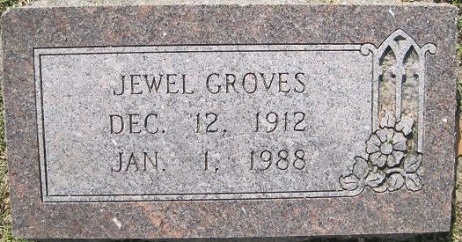 JEWEL GROVES
DEC. 12, 1912
JAN. 1, 1988